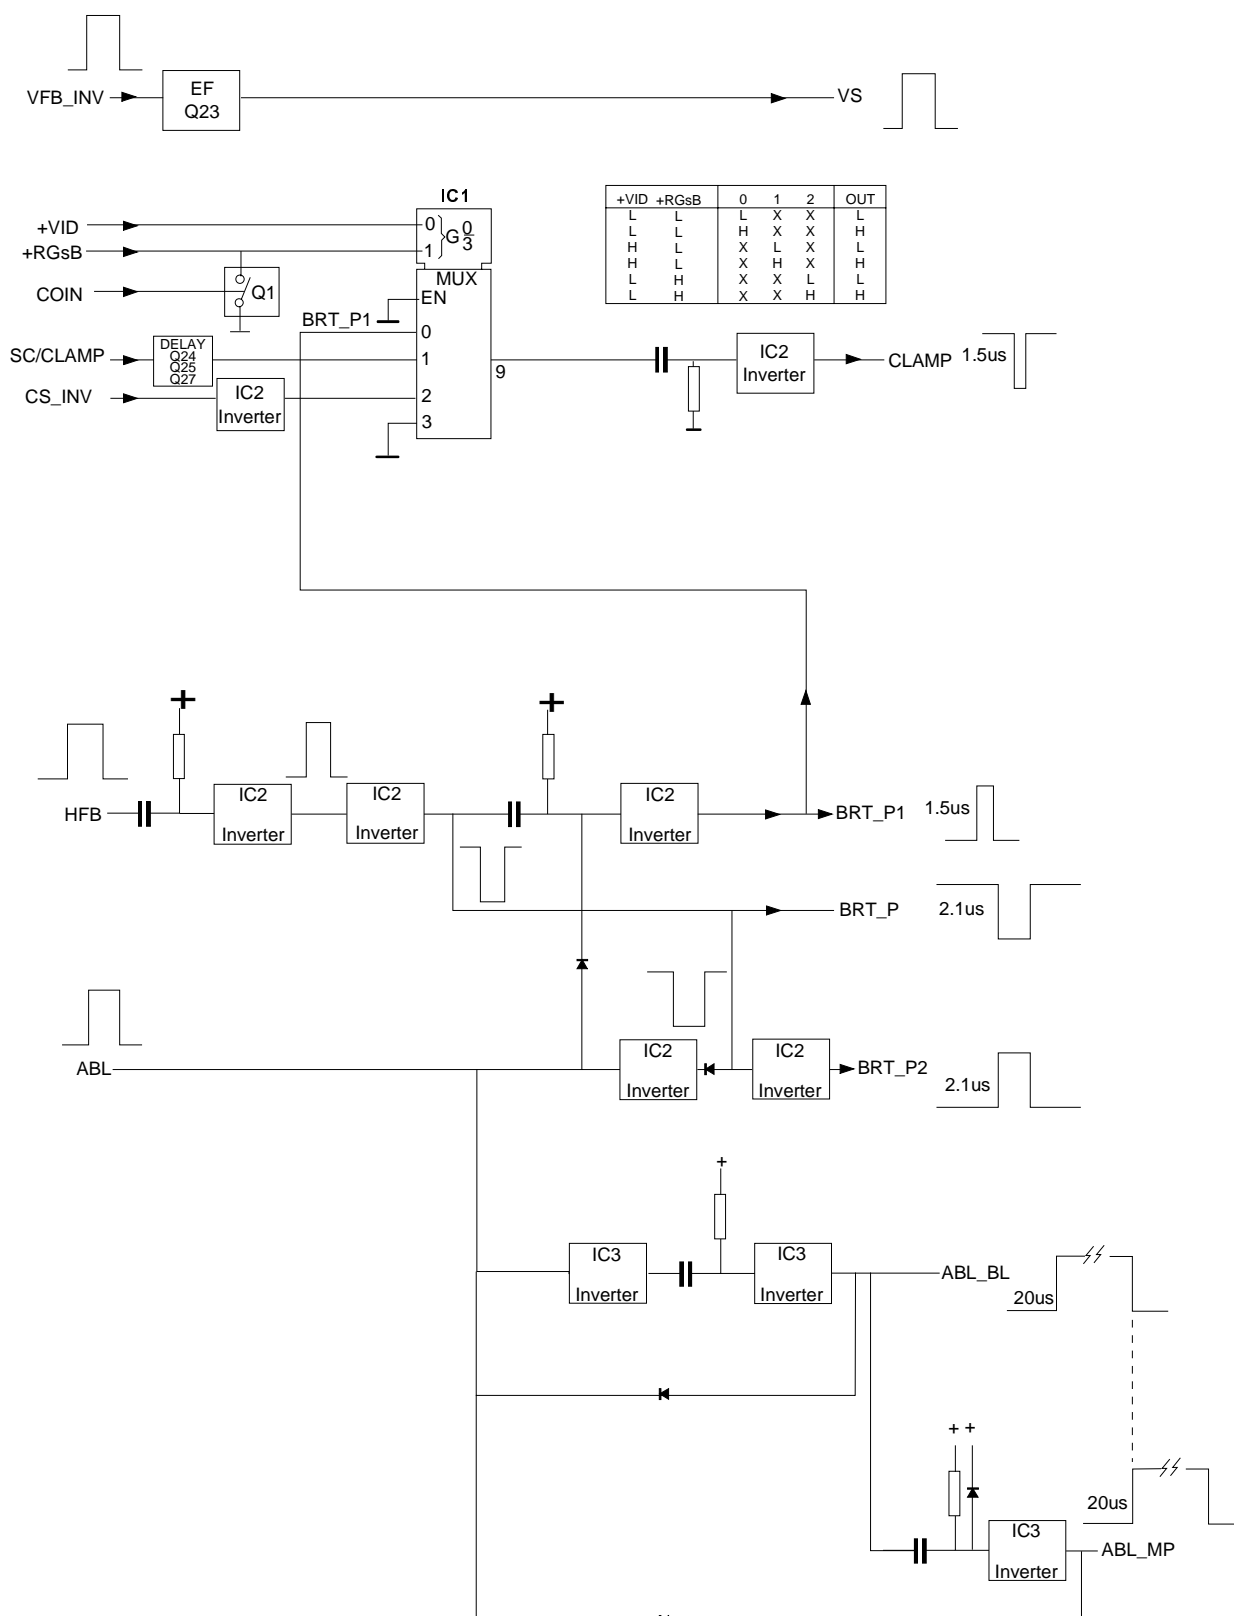 VFB_INV
EF
Q23
VS
IC1
+VID
+RGsB
COIN
0
1
G 0
3
MUX
EN
Q1
BRT_P1
0
1
2
3
9
SC/CLAMP
DELAY
Q24
Q25
Q27
CS_INV
IC2
Inverter
+VID +RGsB 0 1 2 OUT
L L L X X L
L L H X X H
H L X L X L
H L X H X H
L H X X L L
L H X X H H
IC2
Inverter
CLAMP
1.5us
+
+
HFB
IC2
Inverter
IC2
Inverter
IC2
Inverter
BRT_P1
1.5us
BRT_P
2.1us
ABL
IC2
Inverter
IC2
Inverter
BRT_P2
2.1us
+
IC3
Inverter
IC3
Inverter
ABL_BL
20us
+ +
20us
IC3
Inverter
ABL_MP